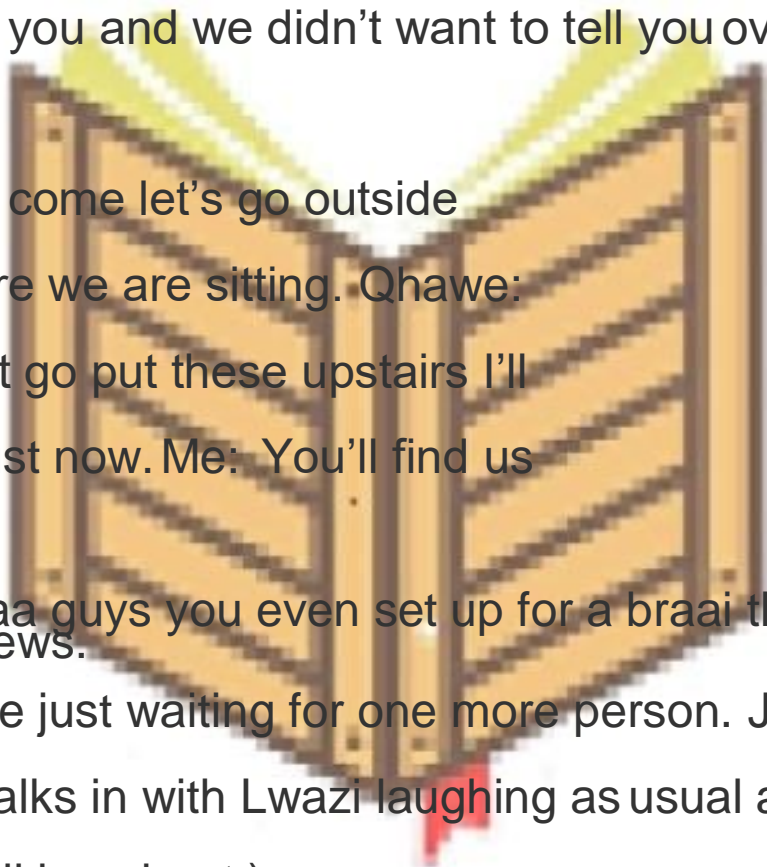 you and we didn’t want to tell you ov
come let’s go outside
re we are sitting. Qhawe:
t go put these upstairs I’ll
st now. Me: You’ll find us
aa guys you even set up for a braai th
ews.
e just waiting for one more person. J
alks in with Lwazi laughing as usual a